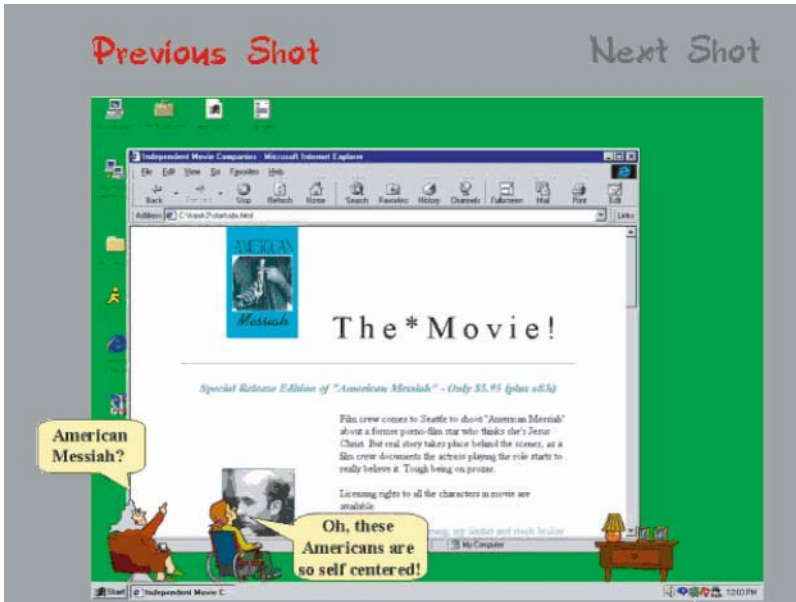 Previous Shot
Next Shot
Independent Movie Companies - Microsoft Internet Explorer
File Edit View Go Favorites Help
Back
Stop Refresh Home Search Favorites History Channels Fullscreen Mail Print Edit
Address
Links
AMERICAN
Messiah
The*Movie!
Special Release Edition of "American Messiah" - Only $5.95 (plus s&h)
Film crew comes to Seattle to shoot "American Messiah"
about a former porno-film star who thinks she's Jesus
Christ. But real story takes place behind the scenes, as a
film crew documents the actress playing the role starts to
really believe it. Tough being on prozac.
Licensing rights to all the characters in movie are
available
American
Messiah?
Oh, these
Americans are
so self centered!
My Computer
Start
Independent Movie C
12:03 PM